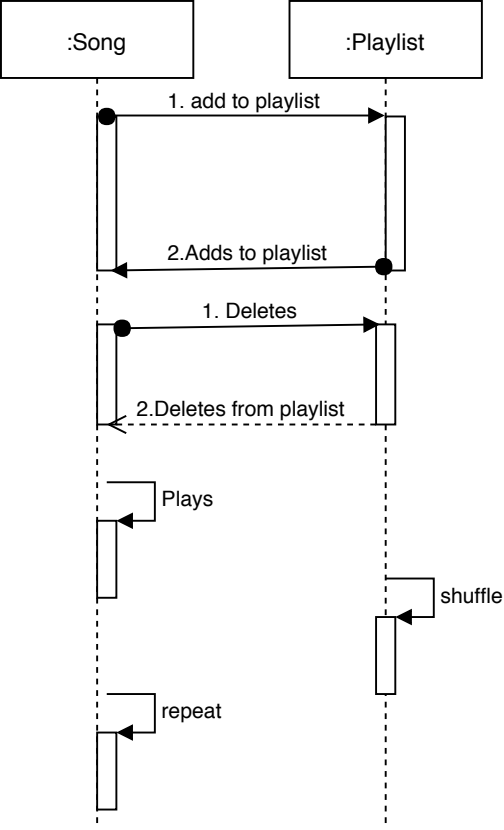 :Song
:Playlist
1. add to playlist
2.Adds to playlist
1. Deletes
2.Deletes from playlist
Plays
shuffle
repeat